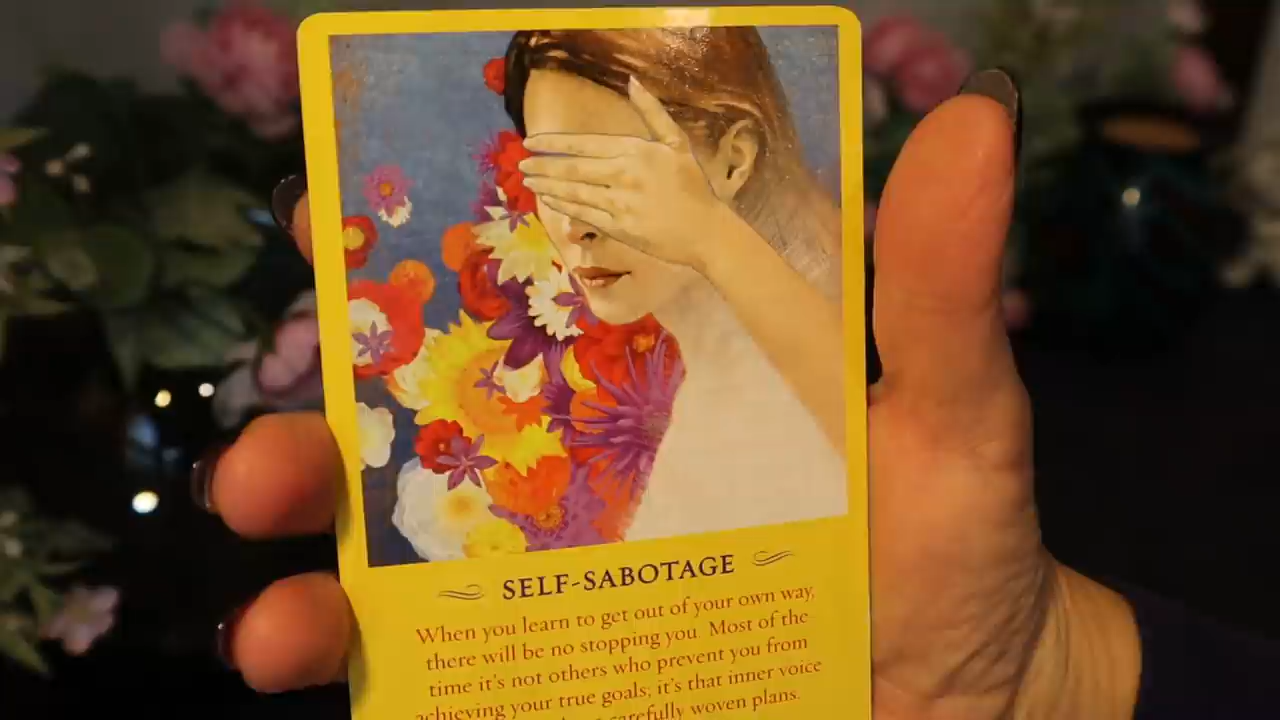 SELF-SABOTAGE
When you learn to get out of your own way,
there will be no stopping you. Most of the
time it's not others who prevent you from
achieving your true goals; it's that inner voice
carefully woven plans.